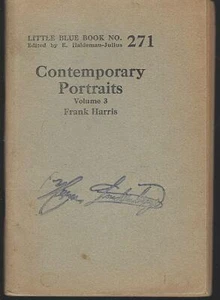 LITTLE BLUE BOOK NO. 271
Edited by E. Haldeman-Julius
Contemporary
Portraits
Volume 3
Frank Harris